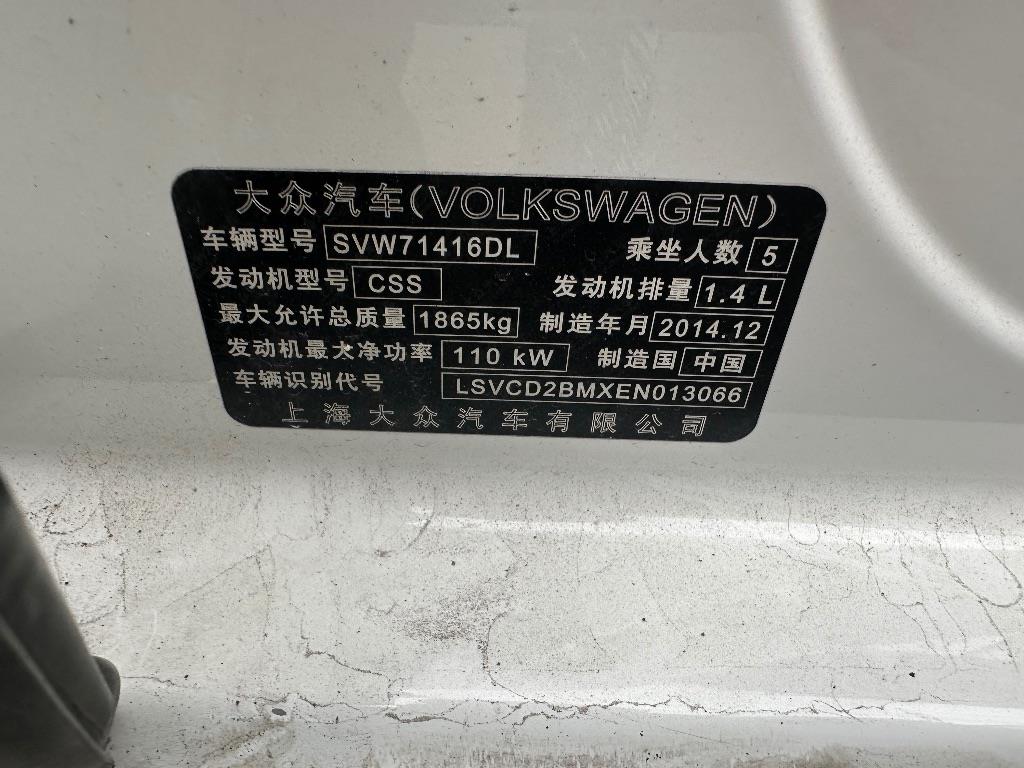 大众汽车(VOLKSWAGEN)
车辆型号 SVW71416DL 乘坐人数 5
发动机型号 CSS 发动机排量 1.4 L
最大允许总质量 1865kg 制造年月 2014.12
发动机最大净功率 110 kW 制造国 中国
车辆识别代号 LSVCD2BMXEN013066
上海大众汽车有限公司